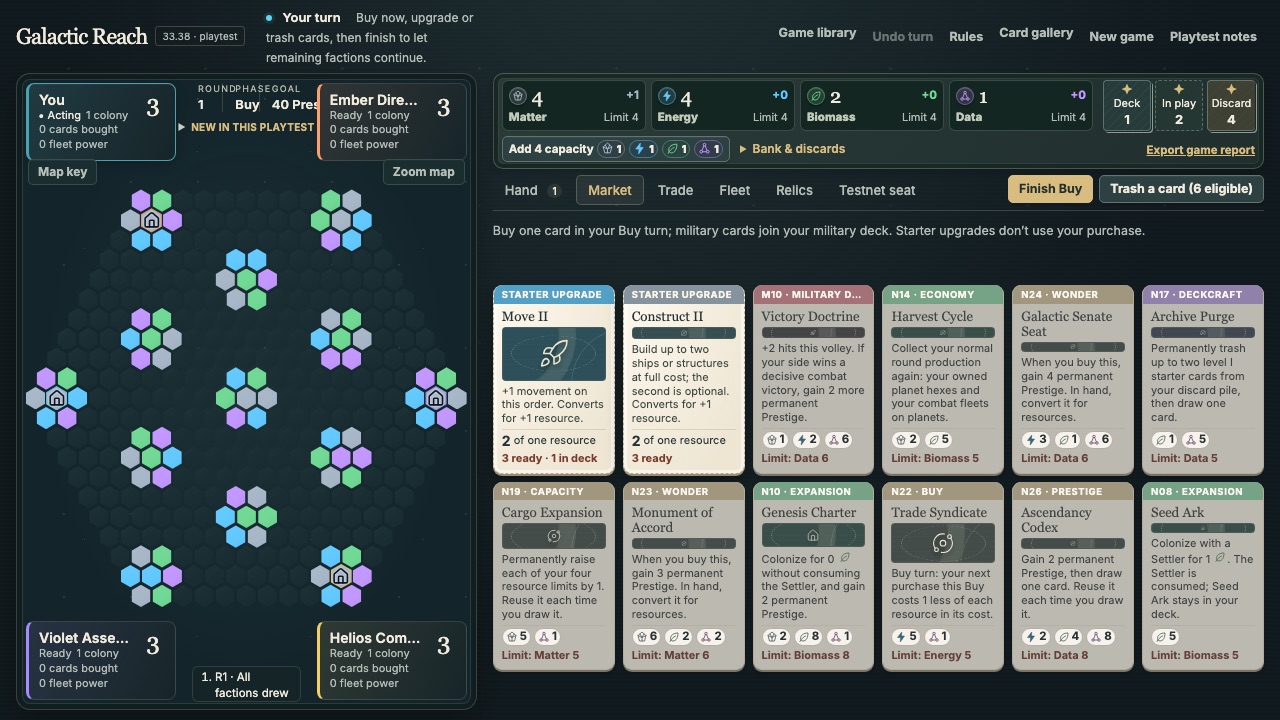 Galactic Reach
33.38 · playtest
Your turn Buy now, upgrade or
trash cards, then finish to let
remaining factions continue.
Game library
Undo turn
Rules
Card gallery
New game
Playtest notes
You
3
• Acting 1 colony
0 cards bought
0 fleet power
ROUND PHASE GOAL
1 Buy 40 Pres
▶ NEW IN THIS PLAYTEST
Ember Dire...
3
Ready 1 colony
0 cards bought
0 fleet power
Map key
Zoom map
Violet Asse...
3
Ready 1 colony
0 cards bought
0 fleet power
1. R1 · All
factions drew
Helios Com...
3
Ready 1 colony
0 cards bought
0 fleet power
4 +1
Matter Limit 4
4 +0
Energy Limit 4
2 +0
Biomass Limit 4
1 +0
Data Limit 4
Deck
1
In play
2
Discard
4
Add 4 capacity 1 1 1 1
▶ Bank & discards
Export game report
Hand 1
Market
Trade
Fleet
Relics
Testnet seat
Finish Buy
Trash a card (6 eligible)
Buy one card in your Buy turn; military cards join your military deck. Starter upgrades don't use your purchase.
STARTER UPGRADE
Move II
+1 movement on
this order. Converts
for +1 resource.
2 of one resource
3 ready · 1 in deck
STARTER UPGRADE
Construct II
Build up to two
ships or structures
at full cost; the
second is optional.
Converts for +1
resource.
2 of one resource
3 ready
M10 · MILITARY D...
Victory Doctrine
+2 hits this volley. If
your side wins a
decisive combat
victory, gain 2 more
permanent
Prestige.
1 2 6
Limit: Data 6
N14 · ECONOMY
Harvest Cycle
Collect your normal
round production
again: your owned
planet hexes and
your combat fleets
on planets.
2 5
Limit: Biomass 5
N24 · WONDER
Galactic Senate
Seat
When you buy this,
gain 4 permanent
Prestige. In hand,
convert it for
resources.
3 1 6
Limit: Data 6
N17 · DECKCRAFT
Archive Purge
Permanently trash
up to two level I
starter cards from
your discard pile,
then draw one
card.
1 5
Limit: Data 5
N19 · CAPACITY
Cargo Expansion
Permanently raise
each of your four
resource limits by 1.
Reuse it each time
you draw it.
5 1
Limit: Matter 5
N23 · WONDER
Monument of
Accord
When you buy this,
gain 3 permanent
Prestige. In hand,
convert it for
resources.
6 2 2
Limit: Matter 6
N10 · EXPANSION
Genesis Charter
Colonize for 0
without consuming
the Settler, and gain
2 permanent
Prestige.
2 8 1
Limit: Biomass 8
N22 · BUY
Trade Syndicate
Buy turn: your next
purchase this Buy
costs 1 less of each
resource in its cost.
5 1
Limit: Energy 5
N26 · PRESTIGE
Ascendancy
Codex
Gain 2 permanent
Prestige, then draw
one card. Reuse it
each time you draw
it.
2 4 8
Limit: Data 8
N08 · EXPANSION
Seed Ark
Colonize with a
Settler for 1 . The
Settler is
consumed; Seed
Ark stays in your
deck.
5
Limit: Biomass 5